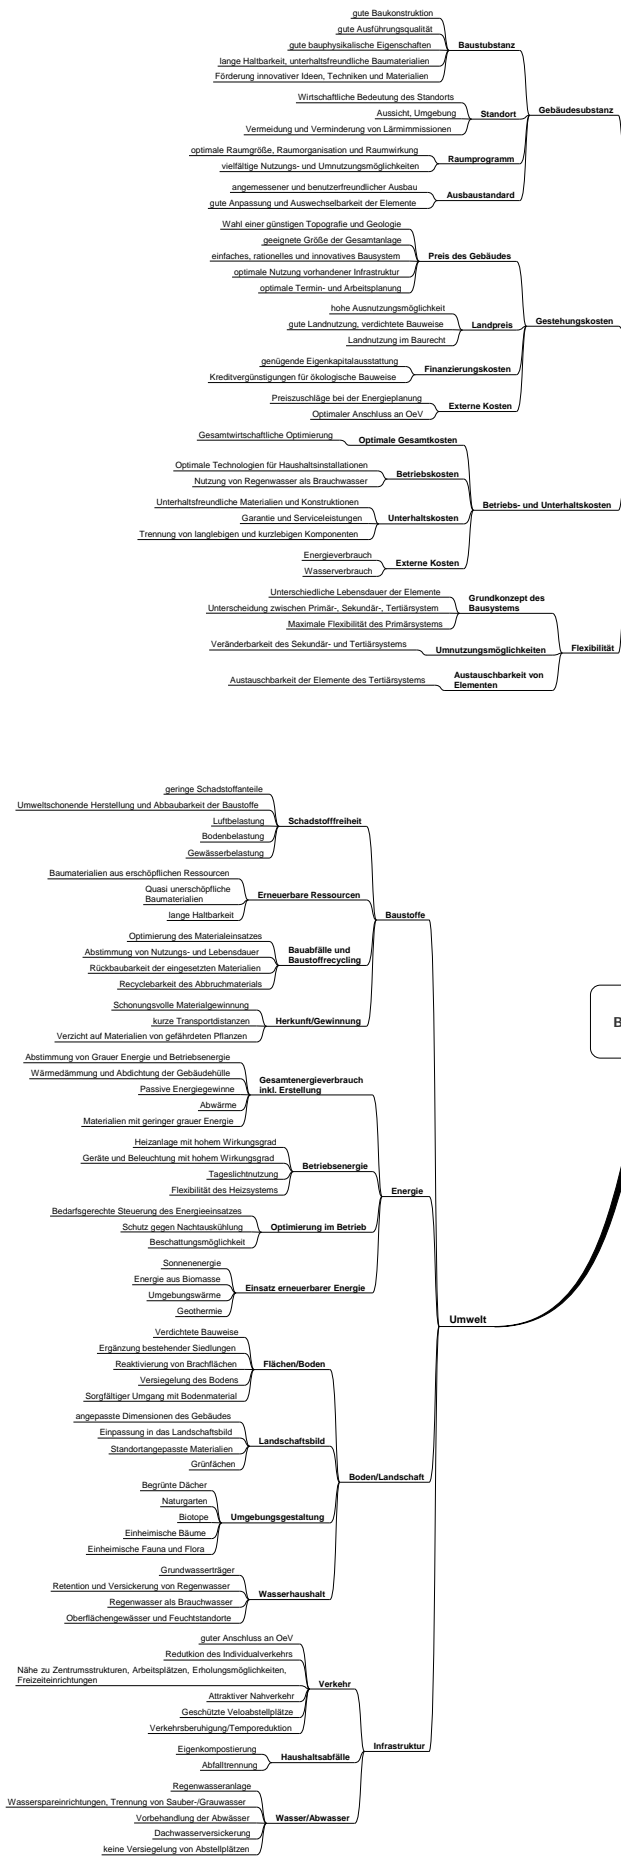 gute Baukonstruktion
gute Ausführungsqualität
gute bauphysikalische Eigenschaften
lange Haltbarkeit, unterhaltsfreundliche Baumaterialien
Förderung innovativer Ideen, Techniken und Materialien
Baustubstanz
Wirtschaftliche Bedeutung des Standorts
Aussicht, Umgebung
Vermeidung und Verminderung von Lärmimmissionen
Standort
optimale Raumgröße, Raumorganisation und Raumwirkung
vielfältige Nutzungs- und Umnutzungsmöglichkeiten
Raumprogramm
angemessener und benutzerfreundlicher Ausbau
gute Anpassung und Auswechselbarkeit der Elemente
Ausbaustandard
Gebäudesubstanz
Wahl einer günstigen Topografie und Geologie
geeignete Größe der Gesamtanlage
einfaches, rationelles und innovatives Bausystem
optimale Nutzung vorhandener Infrastruktur
optimale Termin- und Arbeitsplanung
Preis des Gebäudes
hohe Ausnutzungsmöglichkeit
gute Landnutzung, verdichtete Bauweise
Landnutzung im Baurecht
Landpreis
genügende Eigenkapitalausstattung
Kreditvergünstigungen für ökologische Bauweise
Finanzierungskosten
Preiszuschläge bei der Energieplanung
Optimaler Anschluss an OeV
Externe Kosten
Gestehungskosten
Gesamtwirtschaftliche Optimierung
Optimale Gesamtkosten
Optimale Technologien für Haushaltsinstallationen
Nutzung von Regenwasser als Brauchwasser
Betriebskosten
Unterhaltsfreundliche Materialien und Konstruktionen
Garantie und Serviceleistungen
Trennung von langlebigen und kurzlebigen Komponenten
Unterhaltskosten
Energieverbrauch
Wasserverbrauch
Externe Kosten
Betriebs- und Unterhaltskosten
Unterschiedliche Lebensdauer der Elemente
Unterscheidung zwischen Primär-, Sekundär-, Tertiärsystem
Maximale Flexibilität des Primärsystems
Grundkonzept des
Bausystems
Veränderbarkeit des Sekundär- und Tertiärsystems
Umnutzungsmöglichkeiten
Austauschbarkeit der Elemente des Tertiärsystems
Austauschbarkeit von
Elementen
Flexibilität
geringe Schadstoffanteile
Umweltschonende Herstellung und Abbaubarkeit der Baustoffe
Luftbelastung
Bodenbelastung
Gewässerbelastung
Schadstofffreiheit
Baumaterialien aus erschöpflichen Ressourcen
Quasi unerschöpfliche
Baumaterialien
lange Haltbarkeit
Erneuerbare Ressourcen
Optimierung des Materialeinsatzes
Abstimmung von Nutzungs- und Lebensdauer
Rückbaubarkeit der eingesetzten Materialien
Recyclebarkeit des Abbruchmaterials
Bauabfälle und
Baustoffrecycling
Schonungsvolle Materialgewinnung
kurze Transportdistanzen
Verzicht auf Materialien von gefährdeten Pflanzen
Herkunft/Gewinnung
Baustoffe
Abstimmung von Grauer Energie und Betriebsenergie
Wärmedämmung und Abdichtung der Gebäudehülle
Passive Energiegewinne
Abwärme
Materialien mit geringer grauer Energie
Gesamtenergieverbrauch
inkl. Erstellung
Heizanlage mit hohem Wirkungsgrad
Geräte und Beleuchtung mit hohem Wirkungsgrad
Tageslichtnutzung
Flexibilität des Heizsystems
Betriebsenergie
Bedarfsgerechte Steuerung des Energieeinsatzes
Schutz gegen Nachtauskühlung
Beschattungsmöglichkeit
Optimierung im Betrieb
Sonnenenergie
Energie aus Biomasse
Umgebungswärme
Geothermie
Einsatz erneuerbarer Energie
Energie
Verdichtete Bauweise
Ergänzung bestehender Siedlungen
Reaktivierung von Brachflächen
Versiegelung des Bodens
Sorgfältiger Umgang mit Bodenmaterial
Flächen/Boden
angepasste Dimensionen des Gebäudes
Einpassung in das Landschaftsbild
Standortangepasste Materialien
Grünfächen
Landschaftsbild
Begrünte Dächer
Naturgarten
Biotope
Einheimische Bäume
Einheimische Fauna und Flora
Umgebungsgestaltung
Grundwasserträger
Retention und Versickerung von Regenwasser
Regenwasser als Brauchwasser
Oberflächengewässer und Feuchtstandorte
Wasserhaushalt
Boden/Landschaft
guter Anschluss an OeV
Redutkion des Individualverkehrs
Nähe zu Zentrumsstrukturen, Arbeitsplätzen, Erholungsmöglichkeiten,
Freizeiteinrichtungen
Attraktiver Nahverkehr
Geschützte Veloabstellplätze
Verkehrsberuhigung/Temporeduktion
Verkehr
Eigenkompostierung
Abfalltrennung
Haushaltsabfälle
Regenwasseranlage
Wasserspareinrichtungen, Trennung von Sauber-/Grauwasser
Vorbehandlung der Abwässer
Dachwasserversickerung
keine Versiegelung von Abstellplätzen
Wasser/Abwasser
Infrastruktur
Umwelt
B